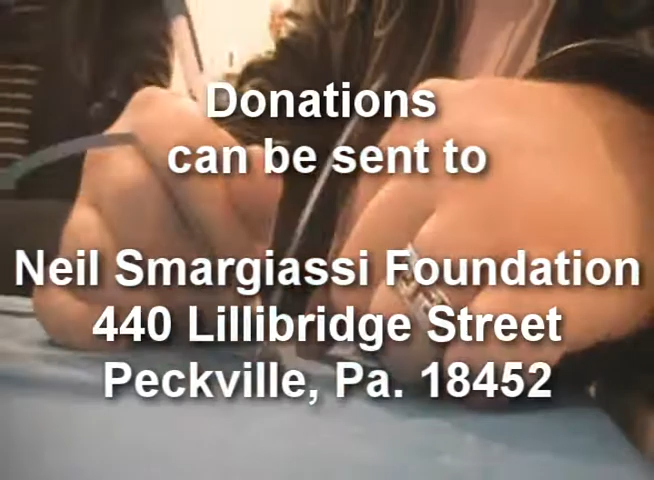 Donations
can be sent to
Neil Smargiassi Foundation
440 Lillibridge Street
Peckville, Pa. 18452